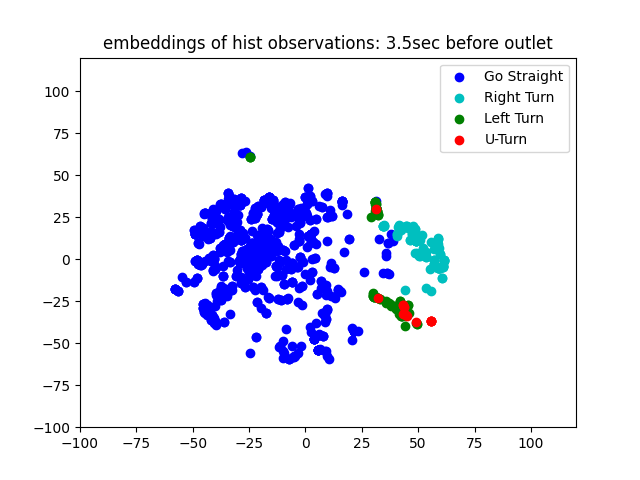 embeddings of hist observations: 3.5sec before outlet
Go Straight
Right Turn
Left Turn
U-Turn
100
75
50
25
0
−25
−50
−75
−100
−100 −75 −50 −25 0 25 50 75 100